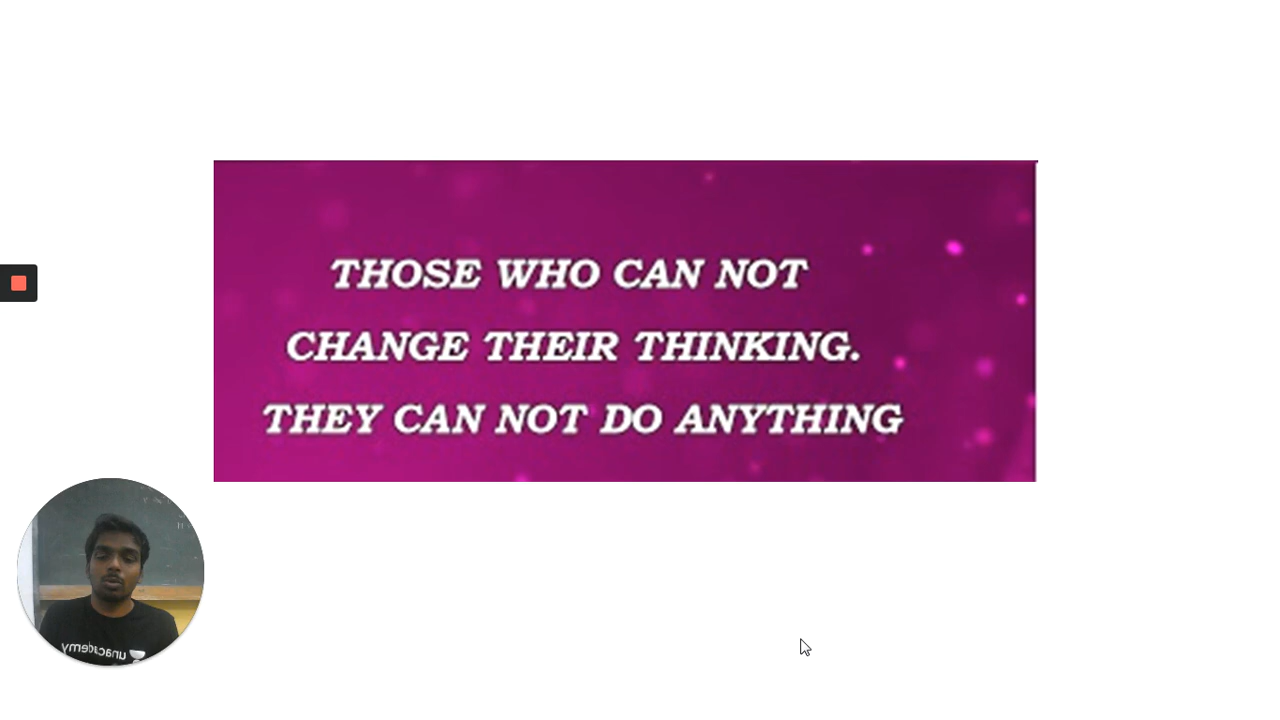 THOSE WHO CAN NOT
CHANGE THEIR THINKING.
THEY CAN NOT DO ANYTHING
unacademy